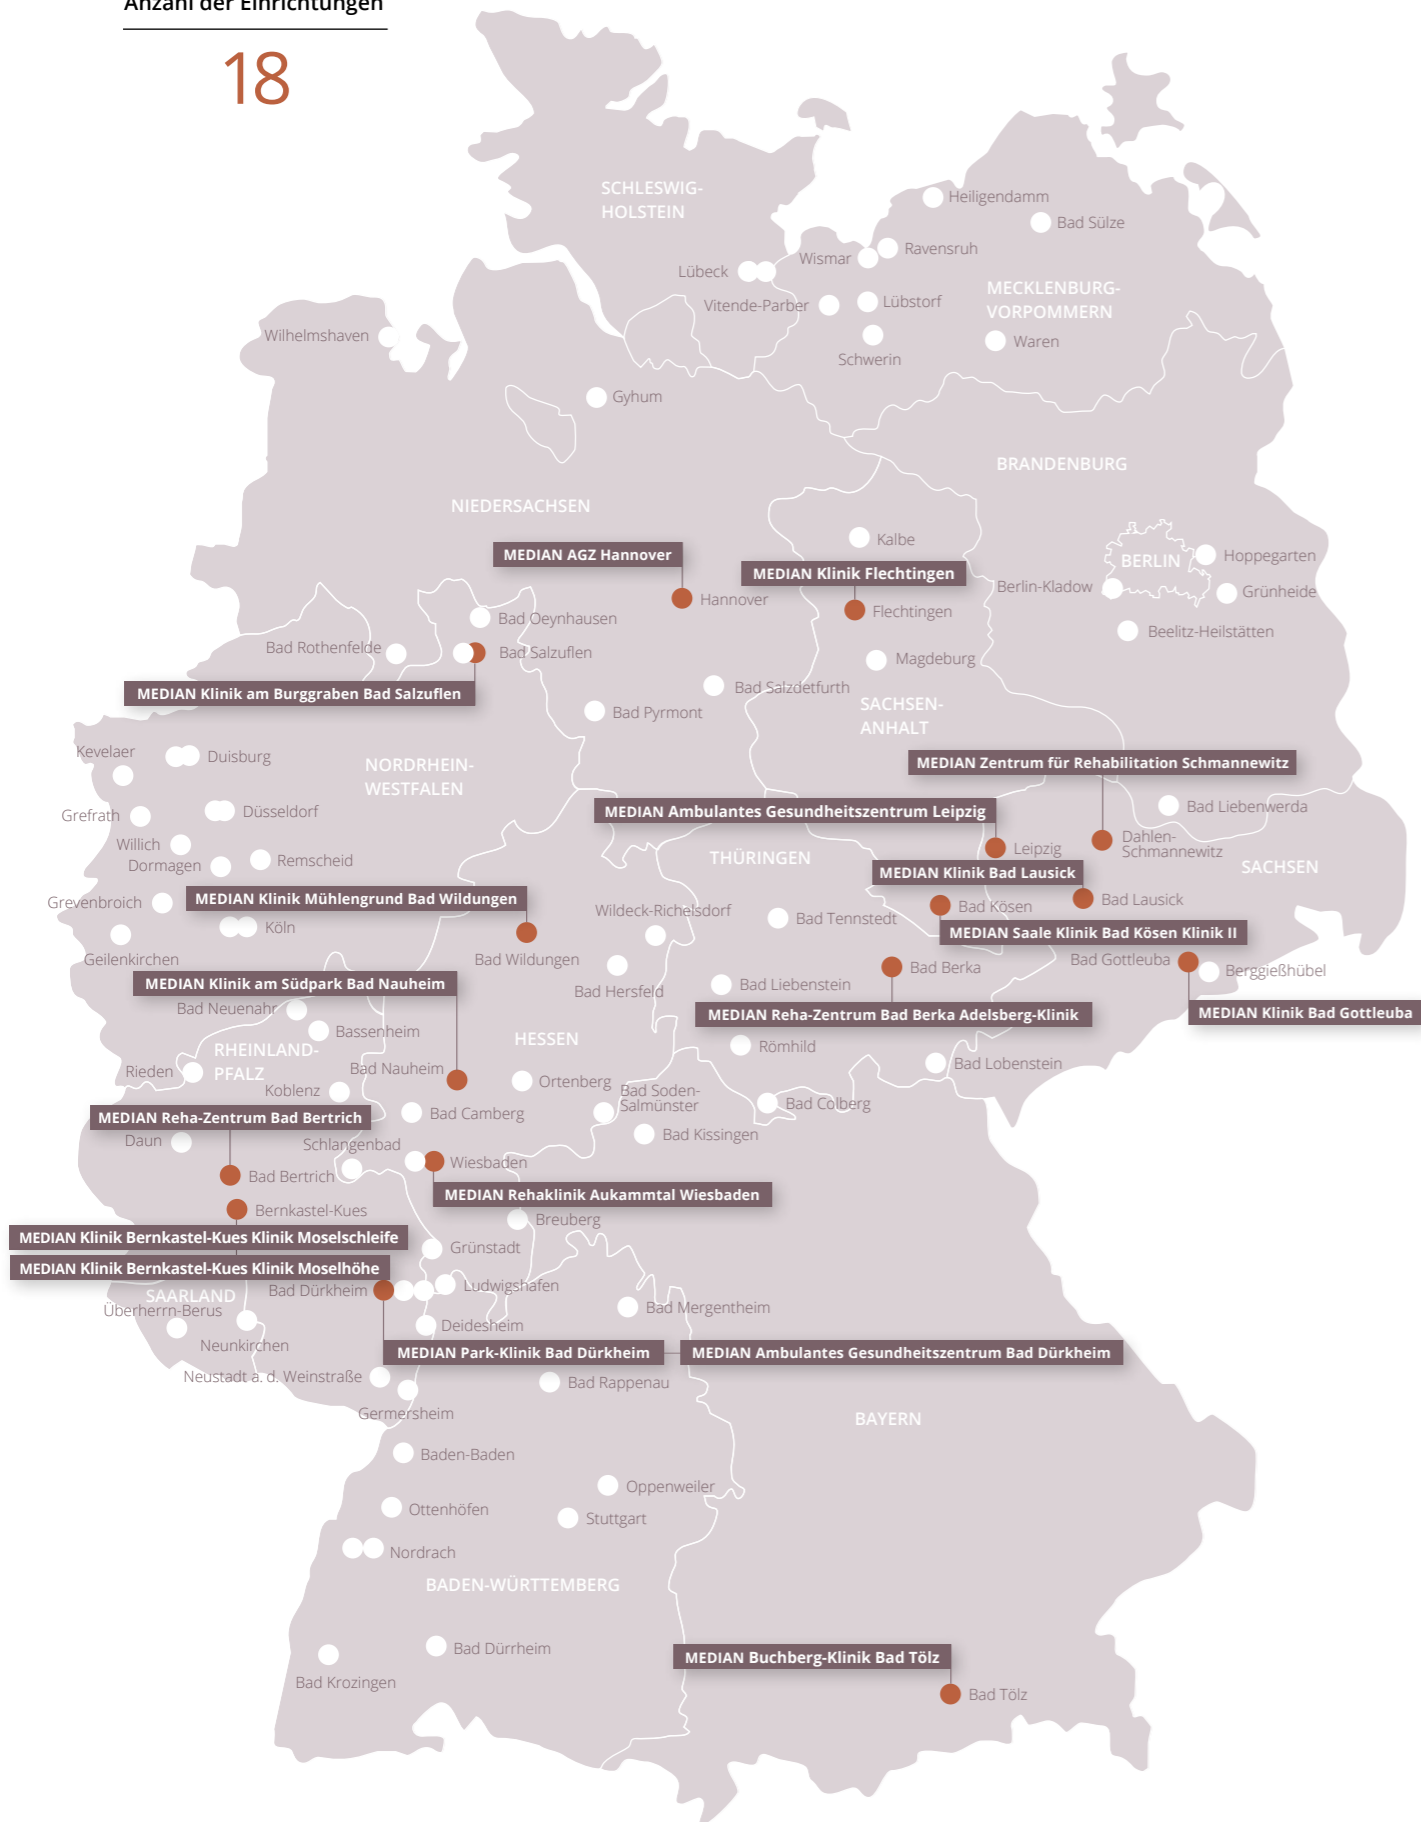 Anzahl der Einrichtungen
18
SCHLESWIG-
HOLSTEIN
Heiligendamm
Bad Sülze
Ravensruh
Wismar
Lübeck
MECKLENBURG-
VORPOMMERN
Vitende-Parber
Lübstorf
Wilhelmshaven
Waren
Schwerin
Gyhum
BRANDENBURG
NIEDERSACHSEN
Kalbe
MEDIAN AGZ Hannover
Hoppegarten
BERLIN
MEDIAN Klinik Flechtingen
Berlin-Kladow
Grünheide
Hannover
Flechtingen
Bad Oeynhausen
Beelitz-Heilstätten
Bad Rothenfelde
Bad Salzuflen
Magdeburg
Bad Salzdetfurth
MEDIAN Klinik am Burggraben Bad Salzuflen
SACHSEN-
ANHALT
Bad Pyrmont
Kevelaer
Duisburg
NORDRHEIN-
WESTFALEN
MEDIAN Zentrum für Rehabilitation Schmannewitz
Bad Liebenwerda
Grefrath
Düsseldorf
MEDIAN Ambulantes Gesundheitszentrum Leipzig
Willich
Dahlen-
Schmannewitz
Leipzig
Dormagen
Remscheid
THÜRINGEN
SACHSEN
MEDIAN Klinik Bad Lausick
Grevenbroich
MEDIAN Klinik Mühlengrund Bad Wildungen
Bad Lausick
Wildeck-Richelsdorf
Bad Kösen
Bad Tennstedt
Köln
MEDIAN Saale Klinik Bad Kösen Klinik II
Geilenkirchen
Bad Wildungen
Bad Gottleuba
Bad Berka
Berggießhübel
MEDIAN Klinik am Südpark Bad Nauheim
Bad Hersfeld
Bad Liebenstein
Bad Neuenahr
MEDIAN Reha-Zentrum Bad Berka Adelsberg-Klinik
MEDIAN Klinik Bad Gottleuba
Bassenheim
HESSEN
Römhild
RHEINLAND-
PFALZ
Bad Lobenstein
Rieden
Bad Nauheim
Ortenberg
Koblenz
Bad Soden-
Salmünster
Bad Colberg
Bad Camberg
MEDIAN Reha-Zentrum Bad Bertrich
Bad Kissingen
Daun
Schlangenbad
Wiesbaden
Bad Bertrich
MEDIAN Rehaklinik Aukammtal Wiesbaden
Bernkastel-Kues
Breuberg
MEDIAN Klinik Bernkastel-Kues Klinik Moselschleife
Grünstadt
MEDIAN Klinik Bernkastel-Kues Klinik Moselhöhe
Ludwigshafen
Bad Dürkheim
SAARLAND
Bad Mergentheim
Überherrn-Berus
Deidesheim
Neunkirchen
MEDIAN Park-Klinik Bad Dürkheim
MEDIAN Ambulantes Gesundheitszentrum Bad Dürkheim
Neustadt a. d. Weinstraße
Bad Rappenau
Germersheim
BAYERN
Baden-Baden
Oppenweiler
Ottenhöfen
Stuttgart
Nordrach
BADEN-WÜRTTEMBERG
Bad Dürrheim
MEDIAN Buchberg-Klinik Bad Tölz
Bad Krozingen
Bad Tölz